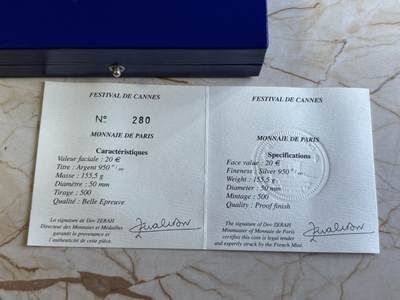 FESTIVAL DE CANNES
N° 280
MONNAIE DE PARIS
Caractéristiques
Valeur faciale : 20 €
Titre : Argent 950 °/₀₀
Masse : 155,5 g
Diamètre : 50 mm
Tirage : 500
Qualité : Belle Epreuve
La signature de Dov ZERAH
Directeur des Monnaies et Médailles
garantit la provenance et
l'authenticité de cette pièce.
FESTIVAL DE CANNES
MONNAIE DE PARIS
Specifications
Face value : 20 €
Fineness : Silver 950 °/₀₀
Weight : 155,5 g
Diameter : 50 mm
Mintage : 500
Quality : Proof finish
The signature of Dov ZERAH
Moneymaster of Monnaie de Paris
certifies this coin is legal tender
and expertly struck by the French Mint.